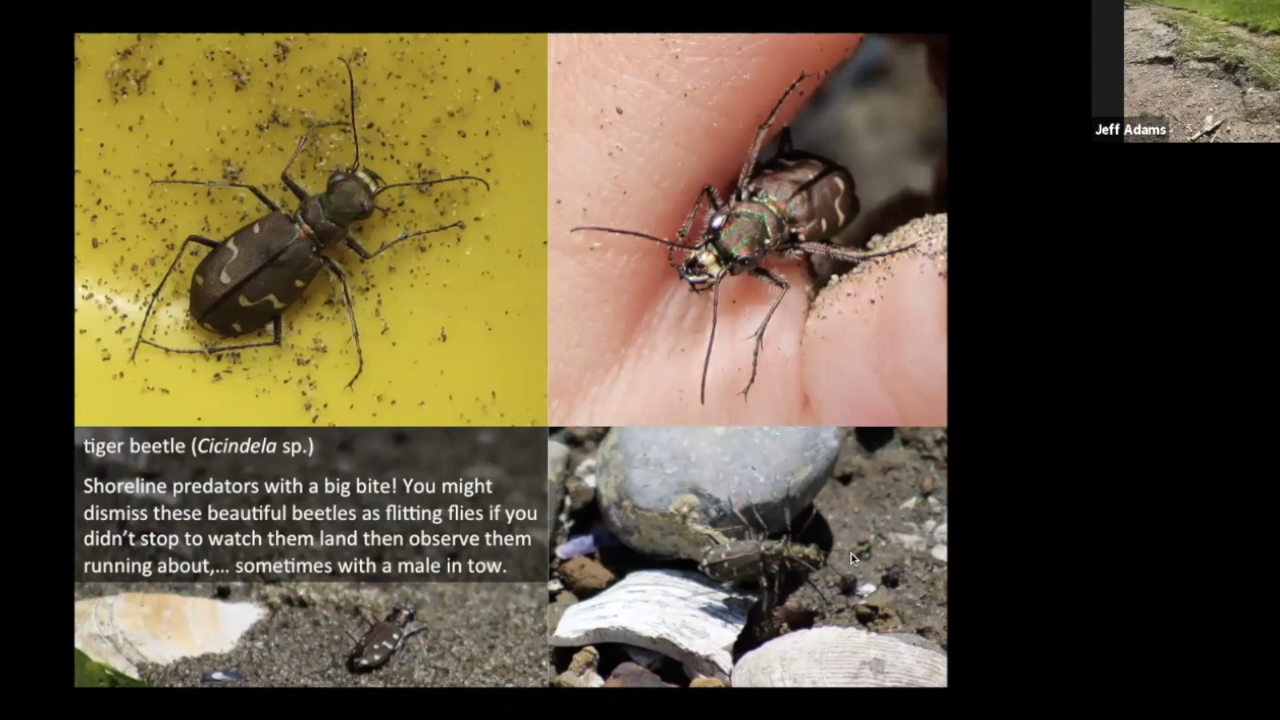 tiger beetle (Cicindela sp.)
Shoreline predators with a big bite! You might
dismiss these beautiful beetles as flitting flies if you
didn’t stop to watch them land then observe them
running about,... sometimes with a male in tow.
Jeff Adams